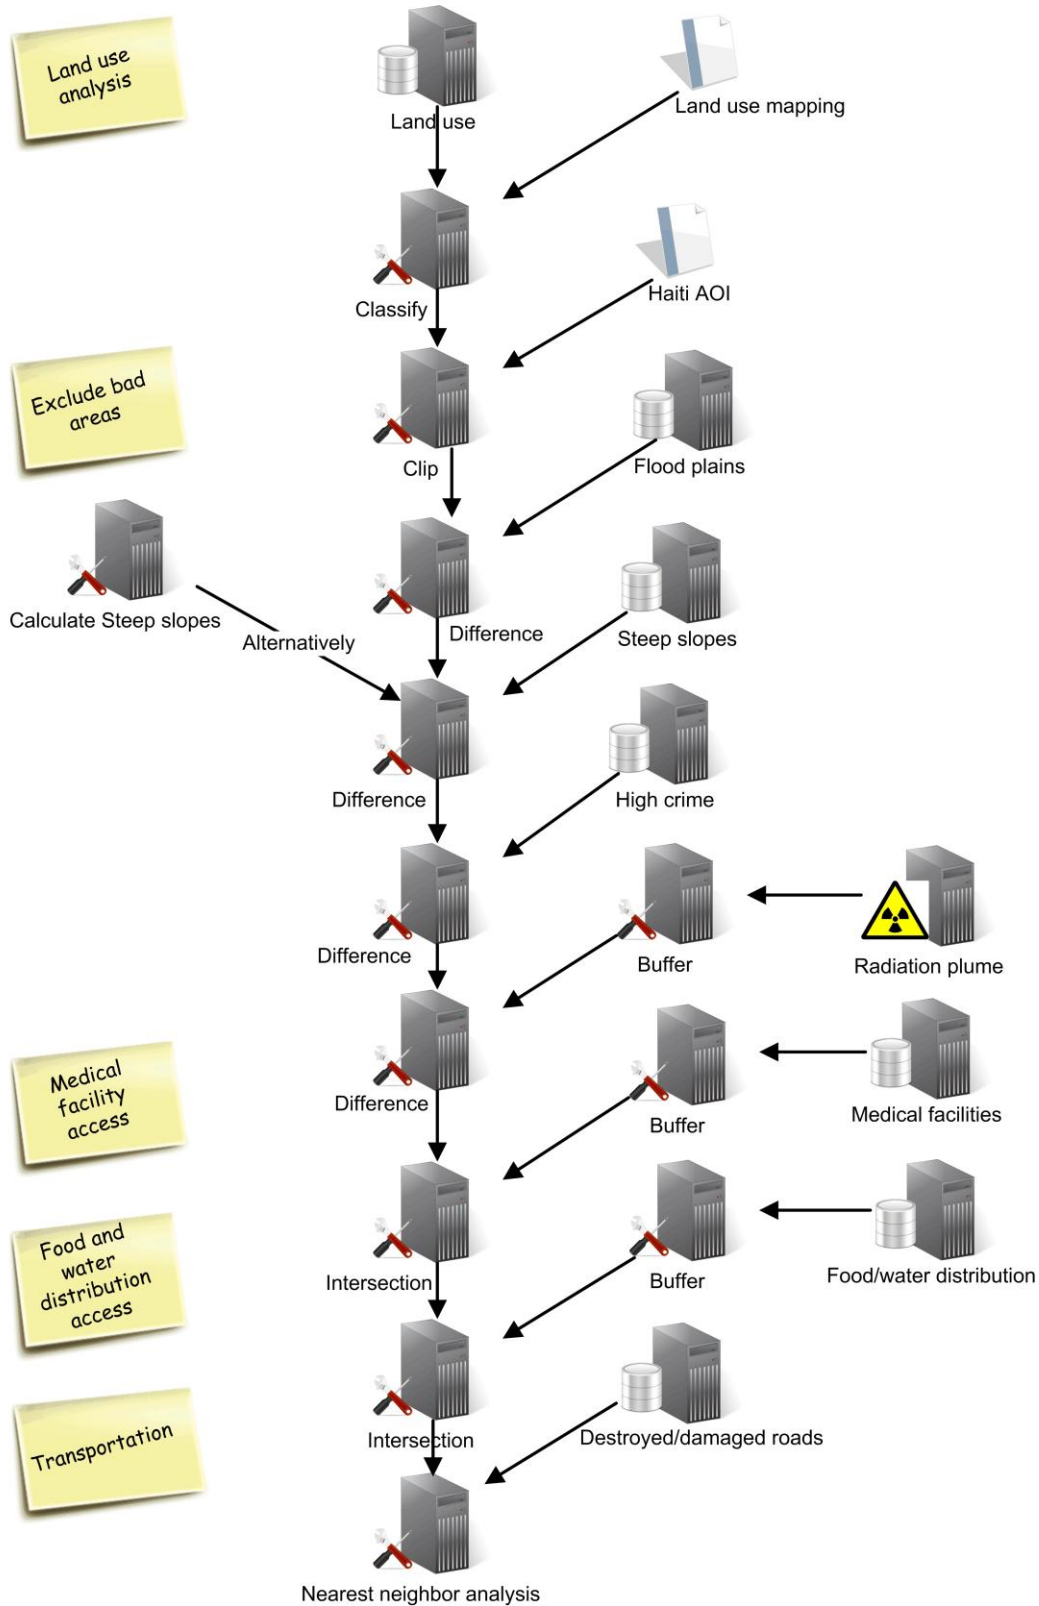 Land use
analysis
Land use
Land use mapping
Classify
Haiti AOI
Exclude bad
areas
Clip
Flood plains
Calculate Steep slopes
Alternatively
Difference
Steep slopes
Difference
High crime
Difference
Buffer
Radiation plume
Medical
facility
access
Difference
Buffer
Medical facilities
Food and
water
distribution
access
Intersection
Buffer
Food/water distribution
Transportation
Intersection
Destroyed/damaged roads
Nearest neighbor analysis